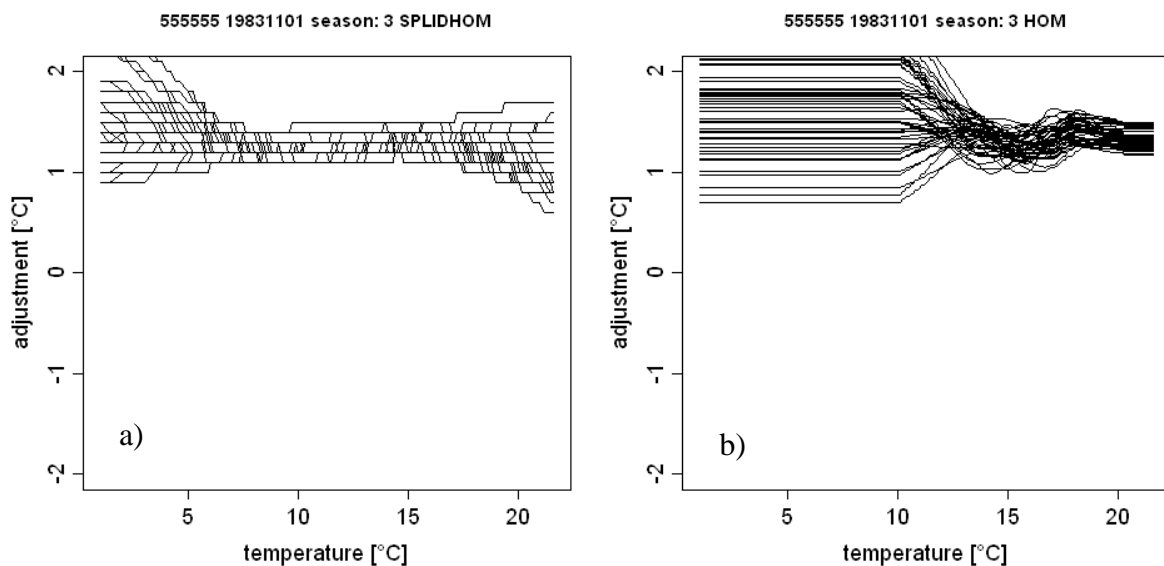 555555 19831101 season: 3 SPLIDHOM
adjustment [°C]
2
1
0
-1
-2
a)
5 10 15 20
temperature [°C]
555555 19831101 season: 3 HOM
adjustment [°C]
2
1
0
-1
-2
b)
5 10 15 20
temperature [°C]